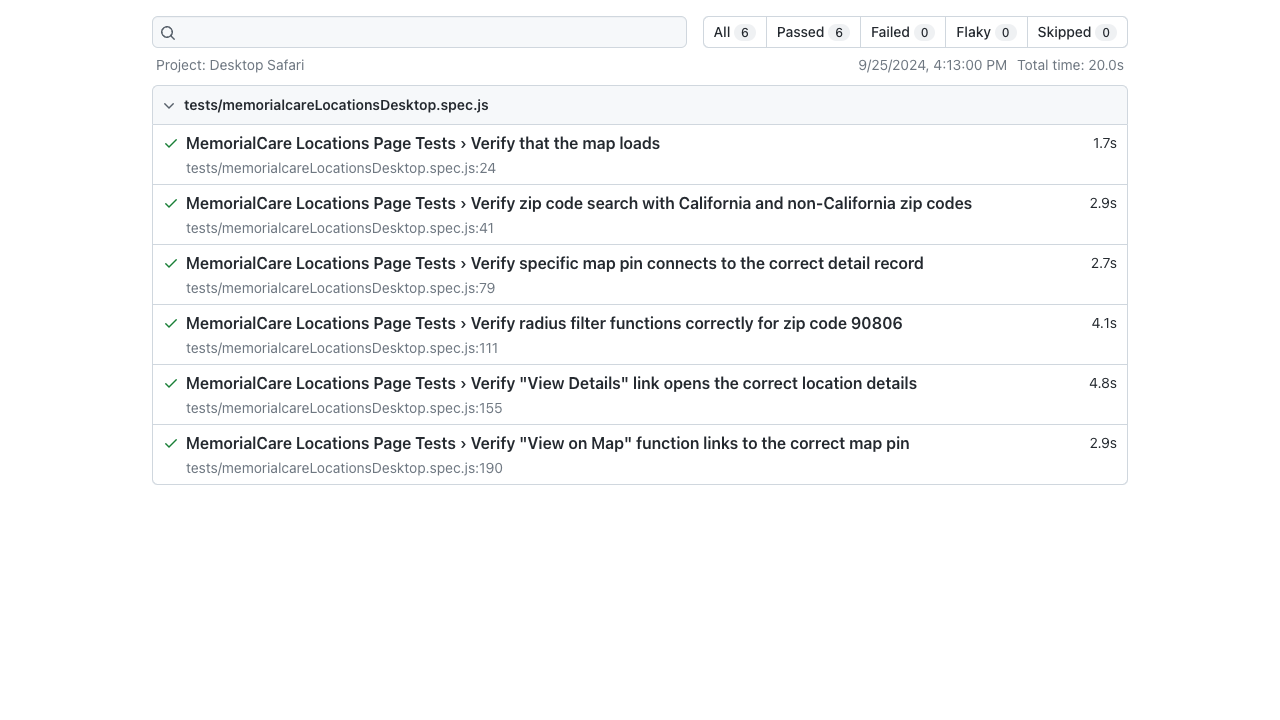 All 6 Passed 6 Failed 0 Flaky 0 Skipped 0
Project: Desktop Safari 9/25/2024, 4:13:00 PM Total time: 20.0s
tests/memorialcareLocationsDesktop.spec.js
MemorialCare Locations Page Tests › Verify that the map loads 1.7s
tests/memorialcareLocationsDesktop.spec.js:24
MemorialCare Locations Page Tests › Verify zip code search with California and non-California zip codes 2.9s
tests/memorialcareLocationsDesktop.spec.js:41
MemorialCare Locations Page Tests › Verify specific map pin connects to the correct detail record 2.7s
tests/memorialcareLocationsDesktop.spec.js:79
MemorialCare Locations Page Tests › Verify radius filter functions correctly for zip code 90806 4.1s
tests/memorialcareLocationsDesktop.spec.js:111
MemorialCare Locations Page Tests › Verify "View Details" link opens the correct location details 4.8s
tests/memorialcareLocationsDesktop.spec.js:155
MemorialCare Locations Page Tests › Verify "View on Map" function links to the correct map pin 2.9s
tests/memorialcareLocationsDesktop.spec.js:190